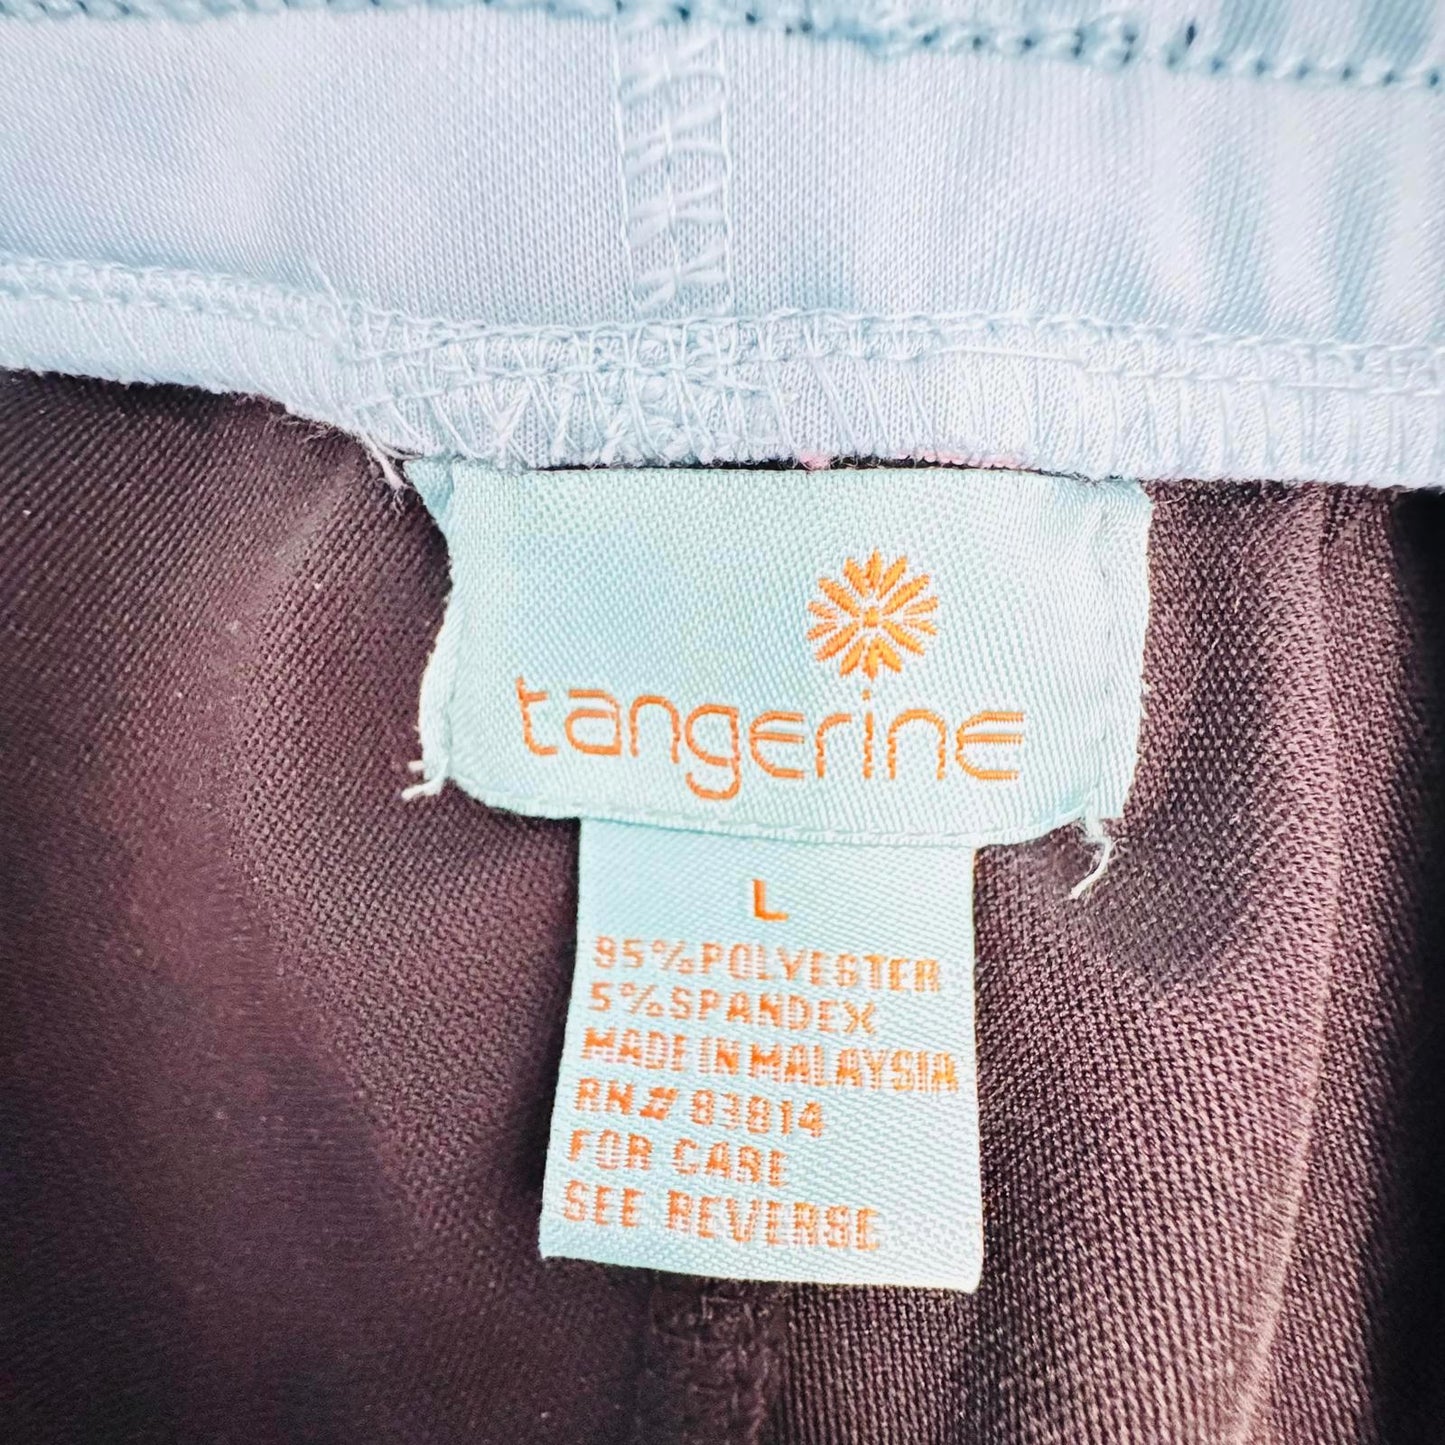 tangerine
L
95% POLYESTER
5% SPANDEX
MADE IN MALAYSIA
RN# 83814
FOR CARE
SEE REVERSE